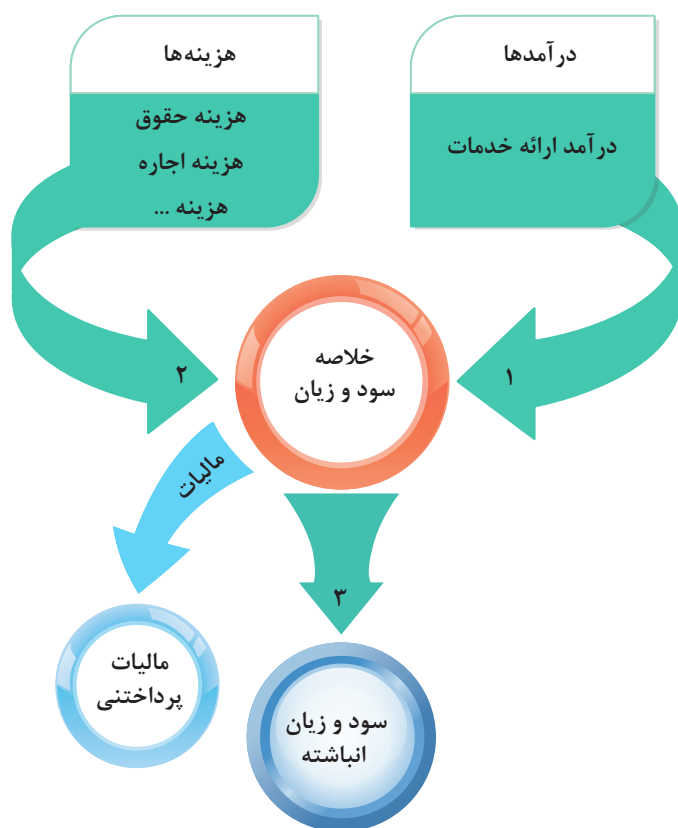 درآمدها
درآمد ارائه خدمات
هزینه‌ها
هزینه حقوق
هزینه اجاره
هزینه ...
۱
۲
خلاصه
سود و زیان
مالیات
۳
مالیات
پرداختنی
سود و زیان
انباشته